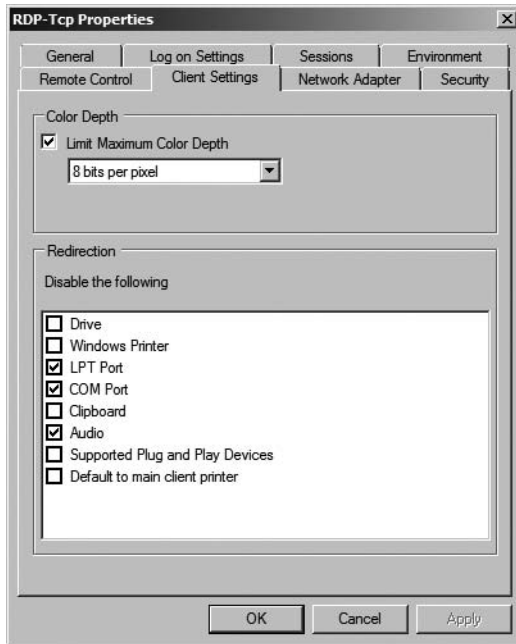 RDP-Tcp Properties
General Log on Settings Sessions Environment
Remote Control Client Settings Network Adapter Security
Color Depth
Limit Maximum Color Depth
8 bits per pixel
Redirection
Disable the following
Drive
Windows Printer
LPT Port
COM Port
Clipboard
Audio
Supported Plug and Play Devices
Default to main client printer
OK Cancel Apply